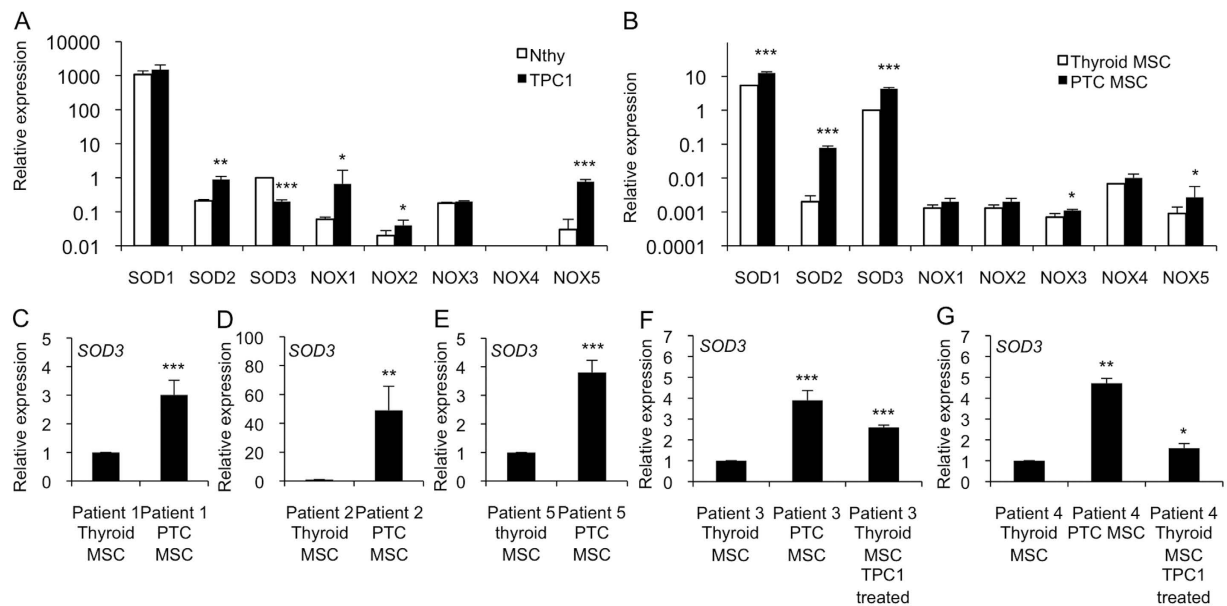 A
Relative expression
10000
1000
100
10
1
0.1
0.01
Nthy
TPC1
** *** * * ***
SOD1 SOD2 SOD3 NOX1 NOX2 NOX3 NOX4 NOX5
B
Relative expression
10
1
0.1
0.01
0.001
0.0001
Thyroid MSC
PTC MSC
*** *** *** * *
SOD1 SOD2 SOD3 NOX1 NOX2 NOX3 NOX4 NOX5
C
Relative expression
5
4
3
2
1
0
SOD3
***
Patient 1 Patient 1
Thyroid PTC
MSC MSC
D
Relative expression
100
80
60
40
20
0
SOD3
**
Patient 2 Patient 2
Thyroid PTC MSC
MSC
E
Relative expression
5
4
3
2
1
0
SOD3
***
Patient 5 Patient 5
thyroid PTC
MSC MSC
F
Relative expression
7
6
5
4
3
2
1
0
SOD3
***
***
Patient 3 Patient 3 Patient 3
Thyroid PTC Thyroid
MSC MSC MSC
TPC1
treated
G
Relative expression
7
6
5
4
3
2
1
0
SOD3
**
*
Patient 4 Patient 4 Patient 4
Thyroid PTC MSC Thyroid
MSC MSC
TPC1
treated